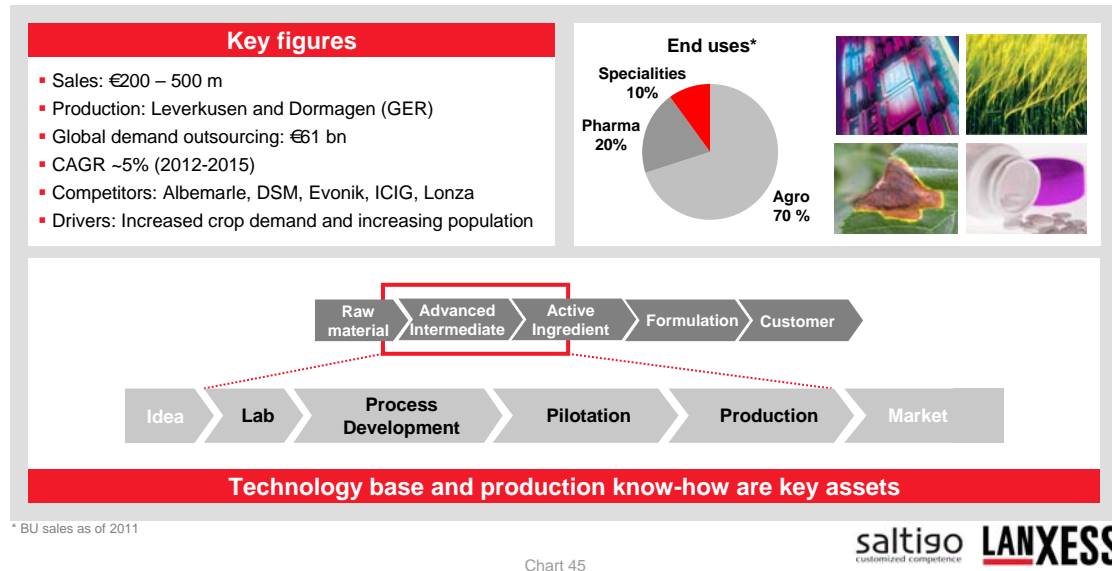 Key figures
▪ Sales: €200 – 500 m
▪ Production: Leverkusen and Dormagen (GER)
▪ Global demand outsourcing: €61 bn
▪ CAGR ~5% (2012-2015)
▪ Competitors: Albemarle, DSM, Evonik, ICIG, Lonza
▪ Drivers: Increased crop demand and increasing population
End uses*
Specialities
10%
Pharma
20%
Agro
70 %
Raw
material
Advanced
Intermediate
Active
Ingredient
Formulation
Customer
Idea
Lab
Process
Development
Pilotation
Production
Market
Technology base and production know-how are key assets
* BU sales as of 2011
Chart 45
saltigo
customized competence
LANXESS